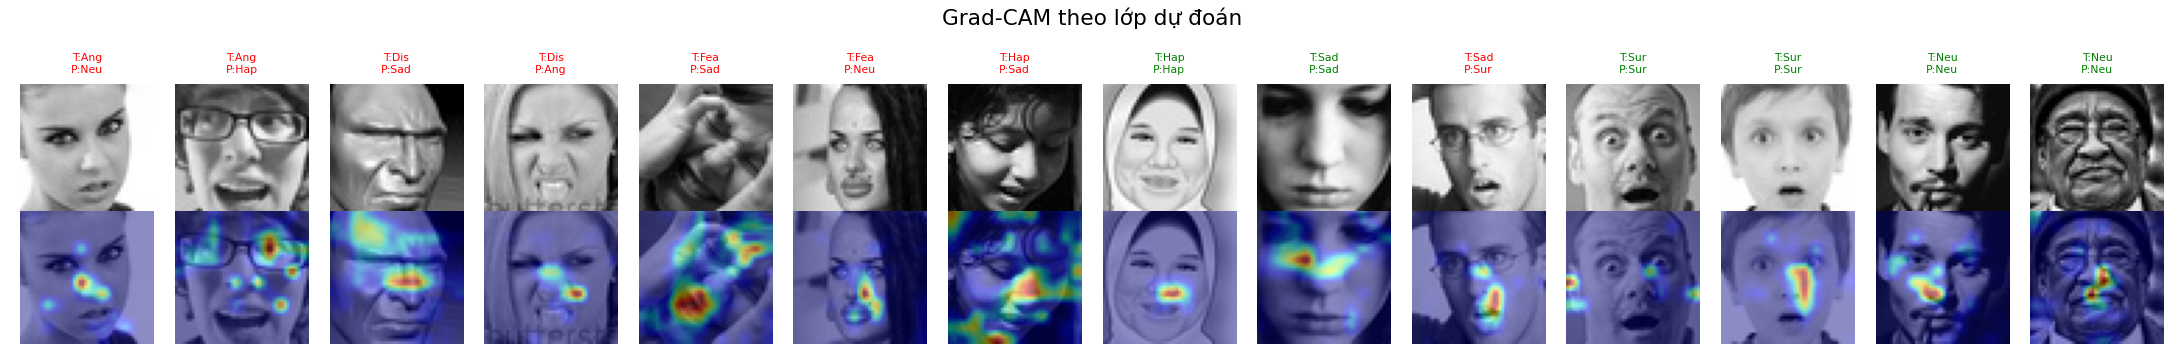 Grad-CAM theo lớp dự đoán
T:Ang
P:Neu
T:Ang
P:Hap
T:Dis
P:Sad
T:Dis
P:Ang
T:Fea
P:Sad
T:Fea
P:Neu
T:Hap
P:Sad
T:Hap
P:Hap
T:Sad
P:Sad
T:Sad
P:Sur
T:Sur
P:Sur
T:Sur
P:Sur
T:Neu
P:Neu
T:Neu
P:Neu